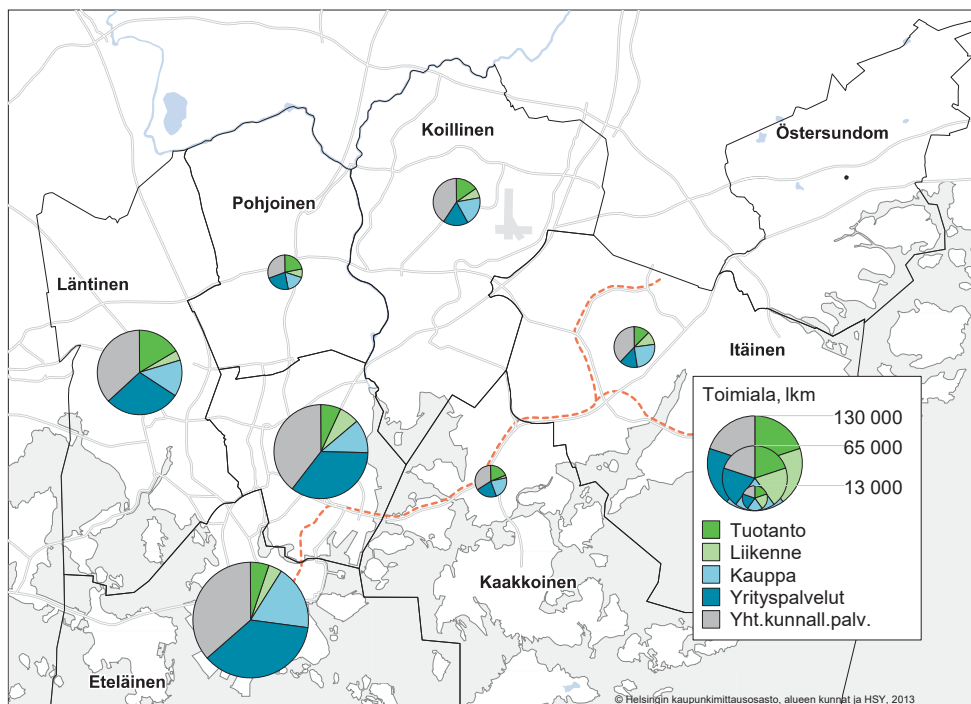 Koillinen
Östersundom
Pohjoinen
Läntinen
Itäinen
Toimiala, lkm
130 000
65 000
13 000
Tuotanto
Liikenne
Kauppa
Yrityspalvelut
Yht.kunnall.palv.
Kaakkoinen
Eteläinen
© Helsingin kaupunkimittausosasto, alueen kunnat ja HSY, 2013